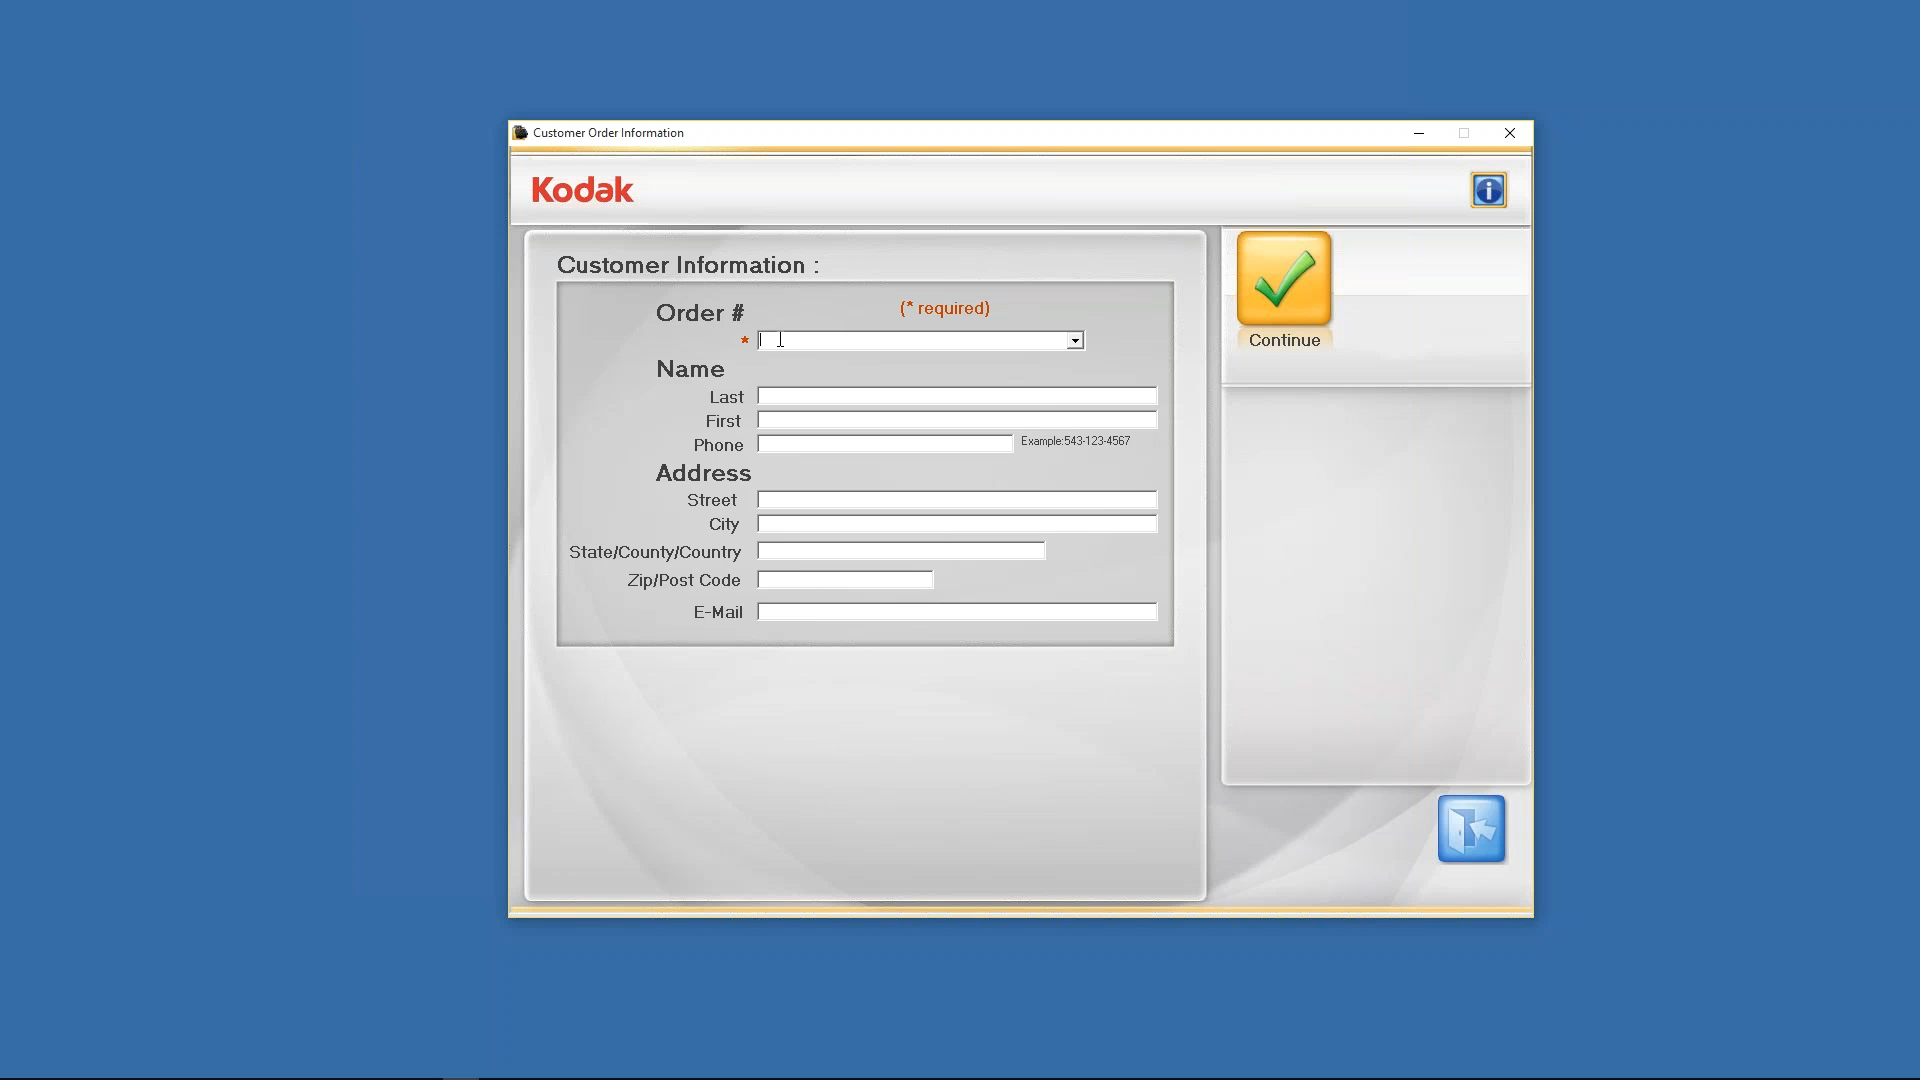 Customer Order Information
Kodak
Customer Information :
Order # (* required)
*
Name
Last
First
Phone Example:543-123-4567
Address
Street
City
State/County/Country
Zip/Post Code
E-Mail
Continue